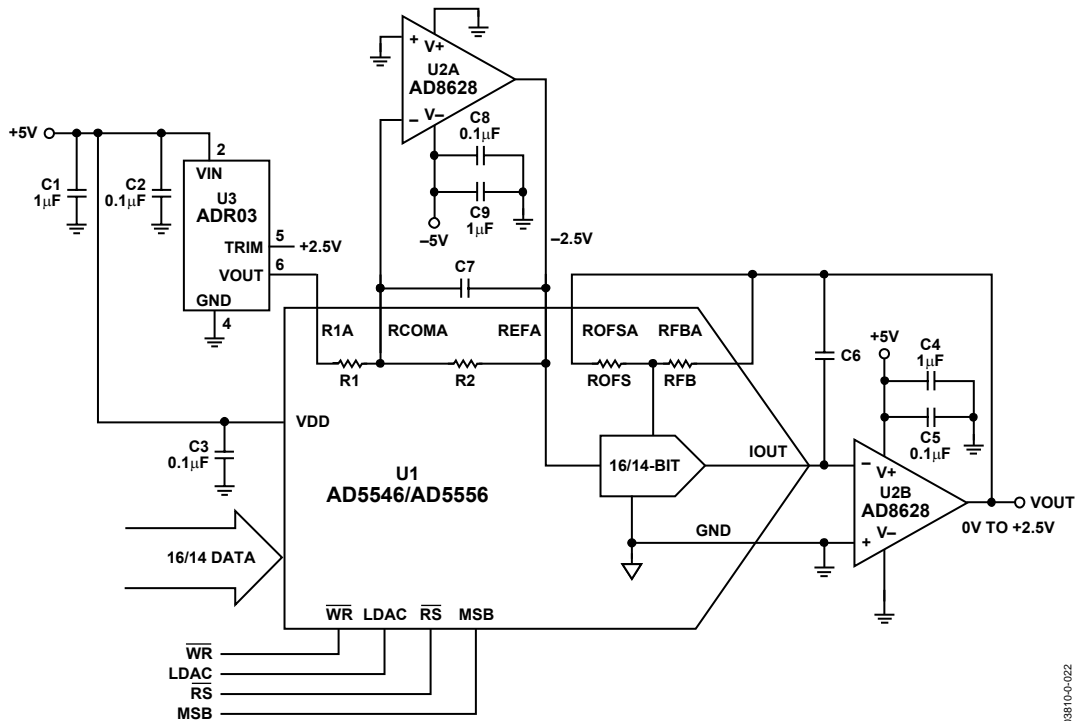 +
V+
U2A
AD8628
V–
–
C8
0.1µF
C9
1µF
–5V
–2.5V
+5V
C1
1µF
C2
0.1µF
2
VIN
U3
ADR03
TRIM
5
+2.5V
VOUT
6
GND
4
C7
R1A
RCOMA
REFA
ROFSA
RFBA
R1
R2
ROFS
RFB
C6
+5V
C4
1µF
C5
0.1µF
VDD
C3
0.1µF
U1
AD5546/AD5556
16/14-BIT
IOUT
GND
–
V+
U2B
AD8628
V–
+
VOUT
0V TO +2.5V
16/14 DATA
WR LDAC RS MSB
WR
LDAC
RS
MSB
03810-0-022